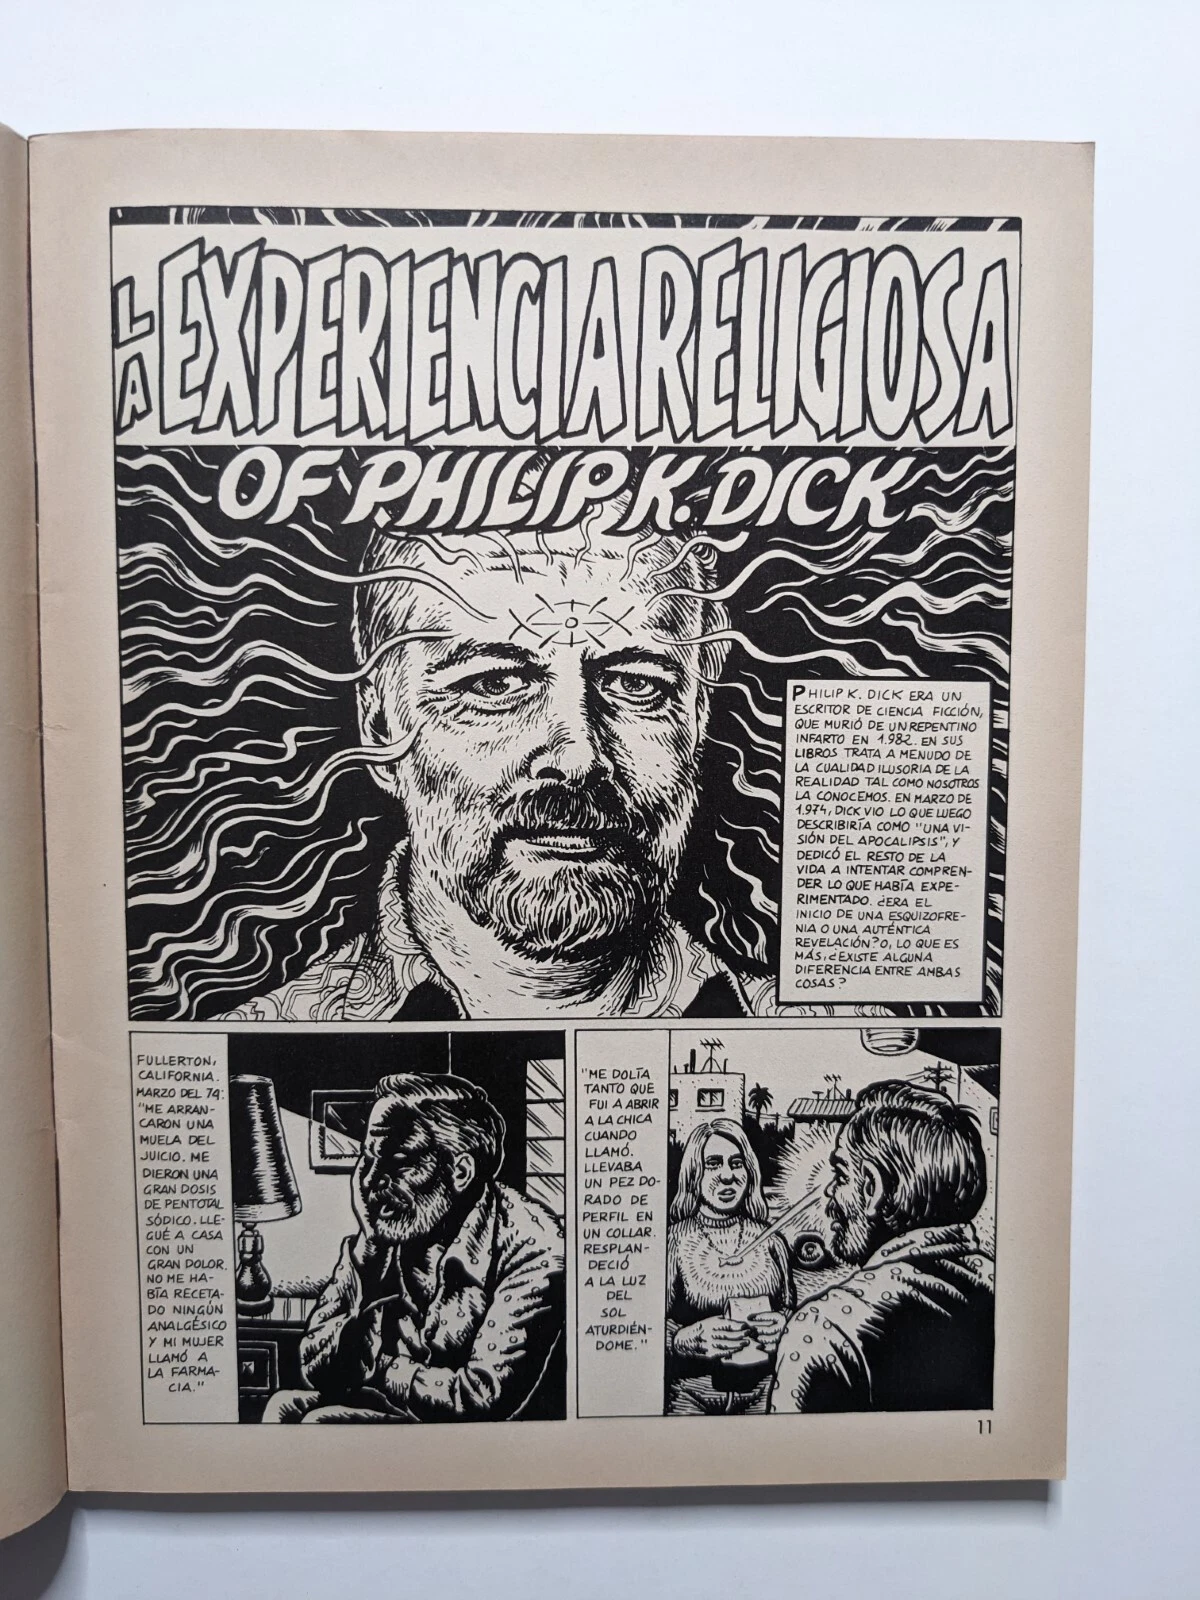 LA EXPERIENCIA RELIGIOSA
OF PHILIP K. DICK
PHILIP K. DICK ERA UN
ESCRITOR DE CIENCIA FICCIÓN,
QUE MURIÓ DE UN REPENTINO
INFARTO EN 1.982. EN SUS
LIBROS TRATA A MENUDO DE
LA CUALIDAD ILUSORIA DE LA
REALIDAD TAL COMO NOSOTROS
LA CONOCEMOS. EN MARZO DE
1.974, DICK VIO LO QUE LUEGO
DESCRIBIRÍA COMO "UNA VI-
SIÓN DEL APOCALIPSIS", Y
DEDICÓ EL RESTO DE LA
VIDA A INTENTAR COMPREN-
DER LO QUE HABÍA EXPE-
RIMENTADO. ¿ERA EL
INICIO DE UNA ESQUIZOFRE-
NIA O UNA AUTÉNTICA
REVELACIÓN? O, LO QUE ES
MÁS, ¿EXISTE ALGUNA
DIFERENCIA ENTRE AMBAS
COSAS?
FULLERTON,
CALIFORNIA.
MARZO DEL 74:
"ME ARRAN-
CARON UNA
MUELA DEL
JUICIO. ME
DIERON UNA
GRAN DOSIS
DE PENTOTAL
SÓDICO. LLE-
GUÉ A CASA
CON UN
GRAN DOLOR.
NO ME HA-
BÍA RECETA-
DO NINGÚN
ANALGÉSICO
Y MI MUJER
LLAMÓ A
LA FARMA-
CIA."
"ME DOLÍA
TANTO QUE
FUI A ABRIR
A LA CHICA
CUANDO
LLAMÓ.
LLEVABA
UN PEZ DO-
RADO DE
PERFIL EN
UN COLLAR.
RESPLAN-
DECIÓ
A LA LUZ
DEL
SOL
ATURDIÉN-
DOME."
11